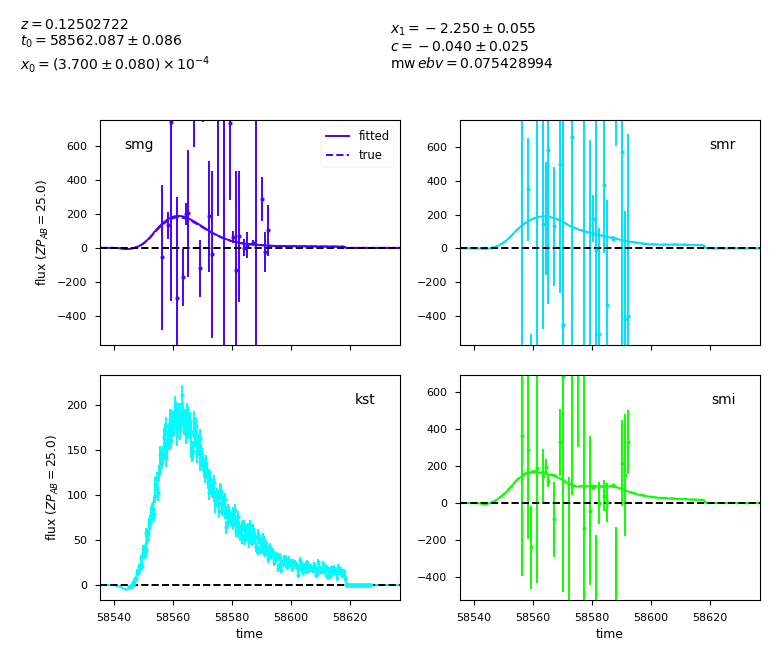 z = 0.12502722
t₀ = 58562.087 ± 0.086
x₀ = (3.700 ± 0.080) × 10⁻⁴
x₁ = −2.250 ± 0.055
c = −0.040 ± 0.025
mw ebv = 0.075428994
smg
fitted
true
600
400
200
0
−200
−400
flux (ZP_AB = 25.0)
smr
600
400
200
0
−200
−400
kst
200
150
100
50
0
flux (ZP_AB = 25.0)
58540 58560 58580 58600 58620
time
smi
600
400
200
0
−200
−400
58540 58560 58580 58600 58620
time